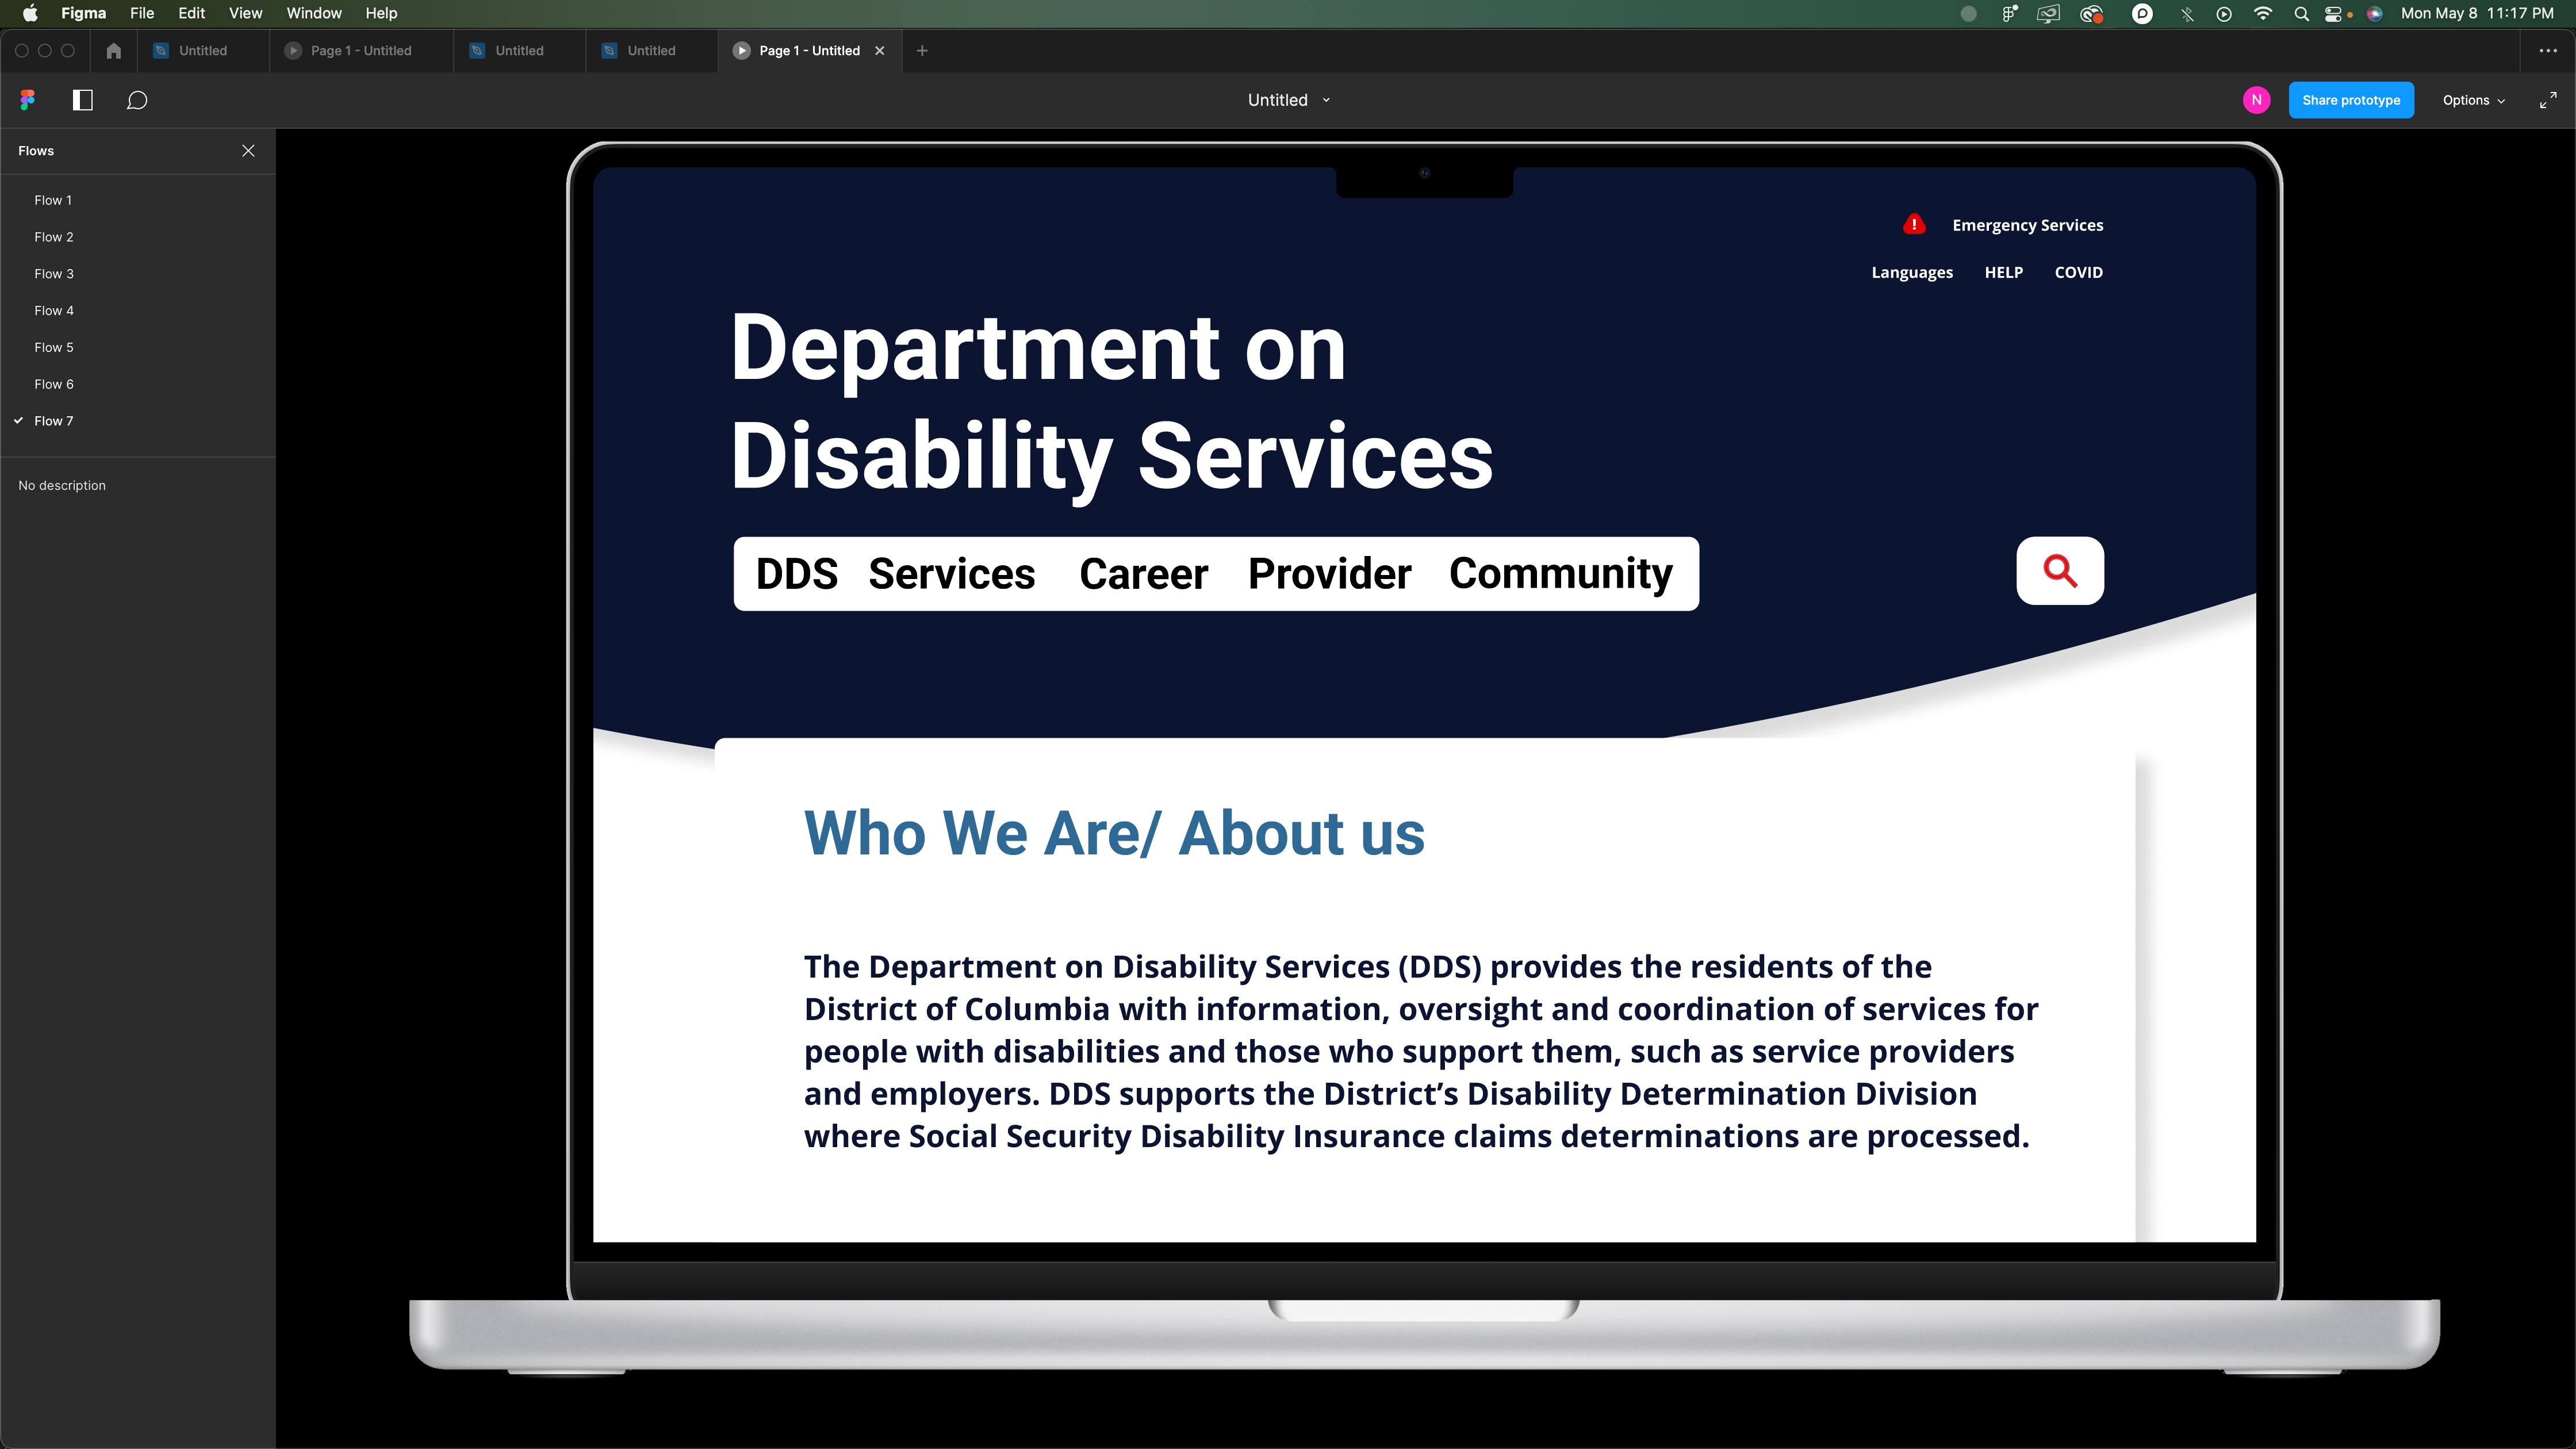 Figma File Edit View Window Help Mon May 8 11:17 PM
Untitled Page 1 - Untitled Untitled Untitled Page 1 - Untitled
Untitled N Share prototype Options
Flows
Flow 1
Flow 2
Flow 3
Flow 4
Flow 5
Flow 6
Flow 7
No description
! Emergency Services
Languages HELP COVID
Department on
Disability Services
DDS Services Career Provider Community
Who We Are/ About us
The Department on Disability Services (DDS) provides the residents of the
District of Columbia with information, oversight and coordination of services for
people with disabilities and those who support them, such as service providers
and employers. DDS supports the District’s Disability Determination Division
where Social Security Disability Insurance claims determinations are processed.